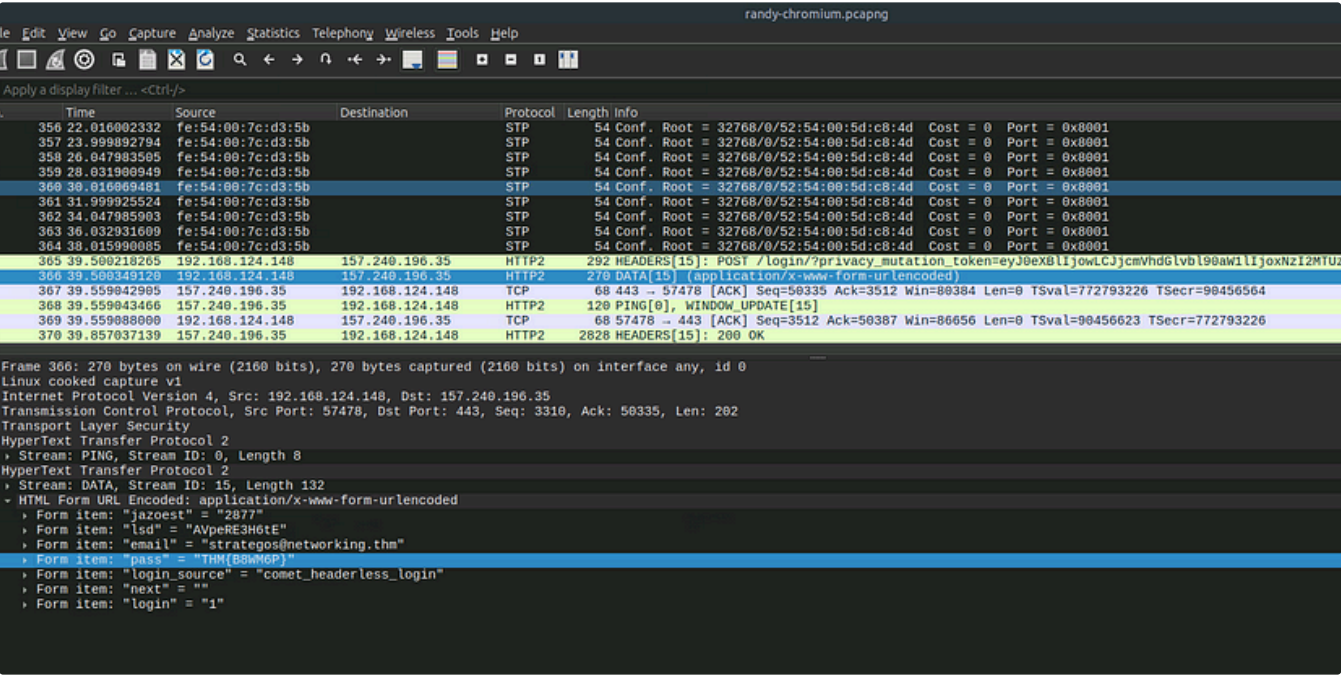 randy-chromium.pcapng
le Edit View Go Capture Analyze Statistics Telephony Wireless Tools Help
Apply a display filter ... <Ctrl-/>
. Time Source Destination Protocol Length Info
356 22.016002332 fe:54:00:7c:d3:5b STP 54 Conf. Root = 32768/0/52:54:00:5d:c8:4d Cost = 0 Port = 0x8001
357 23.999892794 fe:54:00:7c:d3:5b STP 54 Conf. Root = 32768/0/52:54:00:5d:c8:4d Cost = 0 Port = 0x8001
358 26.047983505 fe:54:00:7c:d3:5b STP 54 Conf. Root = 32768/0/52:54:00:5d:c8:4d Cost = 0 Port = 0x8001
359 28.031900949 fe:54:00:7c:d3:5b STP 54 Conf. Root = 32768/0/52:54:00:5d:c8:4d Cost = 0 Port = 0x8001
360 30.016069481 fe:54:00:7c:d3:5b STP 54 Conf. Root = 32768/0/52:54:00:5d:c8:4d Cost = 0 Port = 0x8001
361 31.999925524 fe:54:00:7c:d3:5b STP 54 Conf. Root = 32768/0/52:54:00:5d:c8:4d Cost = 0 Port = 0x8001
362 34.047985903 fe:54:00:7c:d3:5b STP 54 Conf. Root = 32768/0/52:54:00:5d:c8:4d Cost = 0 Port = 0x8001
363 36.032931609 fe:54:00:7c:d3:5b STP 54 Conf. Root = 32768/0/52:54:00:5d:c8:4d Cost = 0 Port = 0x8001
364 38.015990085 fe:54:00:7c:d3:5b STP 54 Conf. Root = 32768/0/52:54:00:5d:c8:4d Cost = 0 Port = 0x8001
365 39.500218265 192.168.124.148 157.240.196.35 HTTP2 292 HEADERS[15]: POST
366 39.500349120 192.168.124.148 157.240.196.35 HTTP2 270 DATA[15] (application/x-www-form-urlencoded)
367 39.559042905 157.240.196.35 192.168.124.148 TCP 68 443 → 57478 [ACK] Seq=50335 Ack=3512 Win=80384 Len=0 TSval=772793226 TSecr=90456564
368 39.559043466 157.240.196.35 192.168.124.148 HTTP2 120 PING[0], WINDOW_UPDATE[15]
369 39.559088000 192.168.124.148 157.240.196.35 TCP 68 57478 → 443 [ACK] Seq=3512 Ack=50387 Win=86656 Len=0 TSval=90456623 TSecr=772793226
370 39.857037139 157.240.196.35 192.168.124.148 HTTP2 2828 HEADERS[15]: 200 OK
Frame 366: 270 bytes on wire (2160 bits), 270 bytes captured (2160 bits) on interface any, id 0
Linux cooked capture v1
Internet Protocol Version 4, Src: 192.168.124.148, Dst: 157.240.196.35
Transmission Control Protocol, Src Port: 57478, Dst Port: 443, Seq: 3310, Ack: 50335, Len: 202
Transport Layer Security
HyperText Transfer Protocol 2
Stream: PING, Stream ID: 0, Length 8
HyperText Transfer Protocol 2
Stream: DATA, Stream ID: 15, Length 132
HTML Form URL Encoded: application/x-www-form-urlencoded
Form item: "jazoest" = "2877"
Form item: "lsd" = "AVpeRE3H6tE"
Form item: "email" = "strategos@networking.thm"
Form item: "pass" = "THM{B8WM6P}"
Form item: "login_source" = "comet_headerless_login"
Form item: "next" = ""
Form item: "login" = "1"